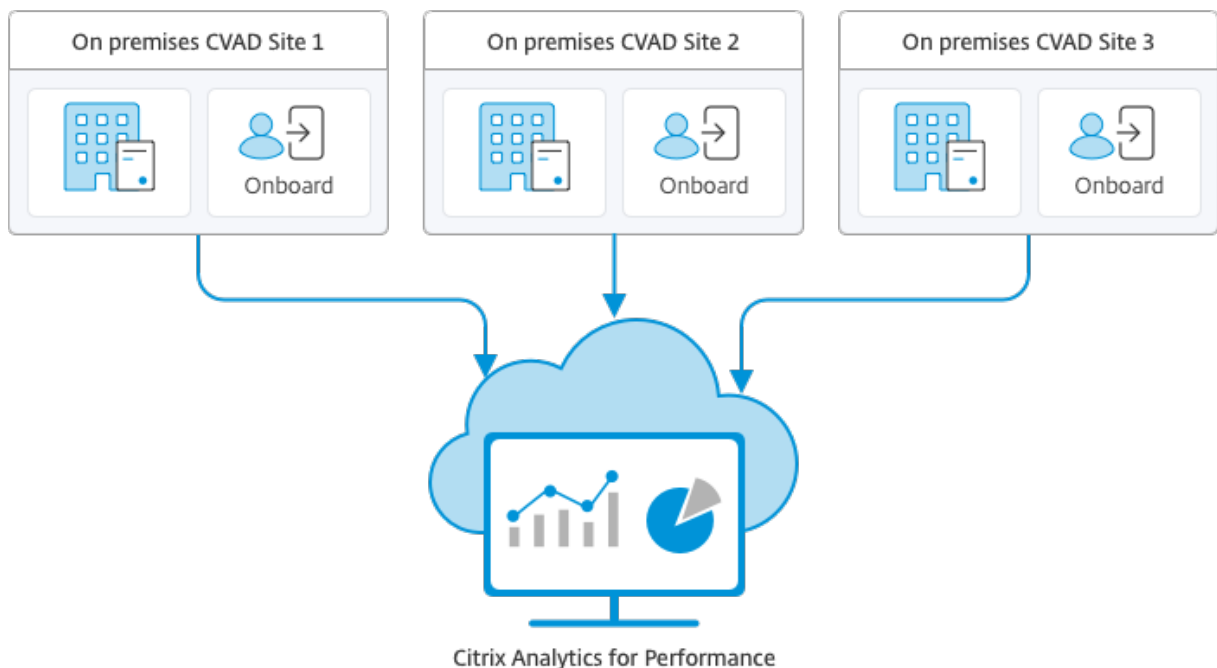 On premises CVAD Site 1
On premises CVAD Site 2
On premises CVAD Site 3
Onboard
Onboard
Onboard
Citrix Analytics for Performance